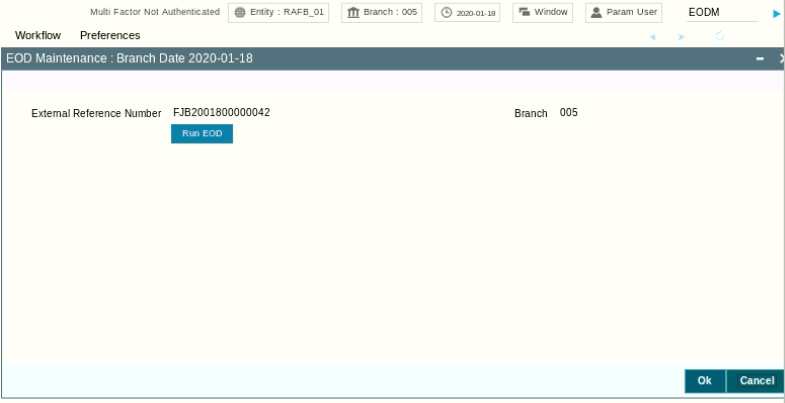 Multi Factor Not Authenticated Entity : RAFB_01 Branch : 005 2020-01-18 Window Param User EODM
Workflow Preferences
EOD Maintenance : Branch Date 2020-01-18
External Reference Number FJB2001800000042 Branch 005
Run EOD
Ok Cancel